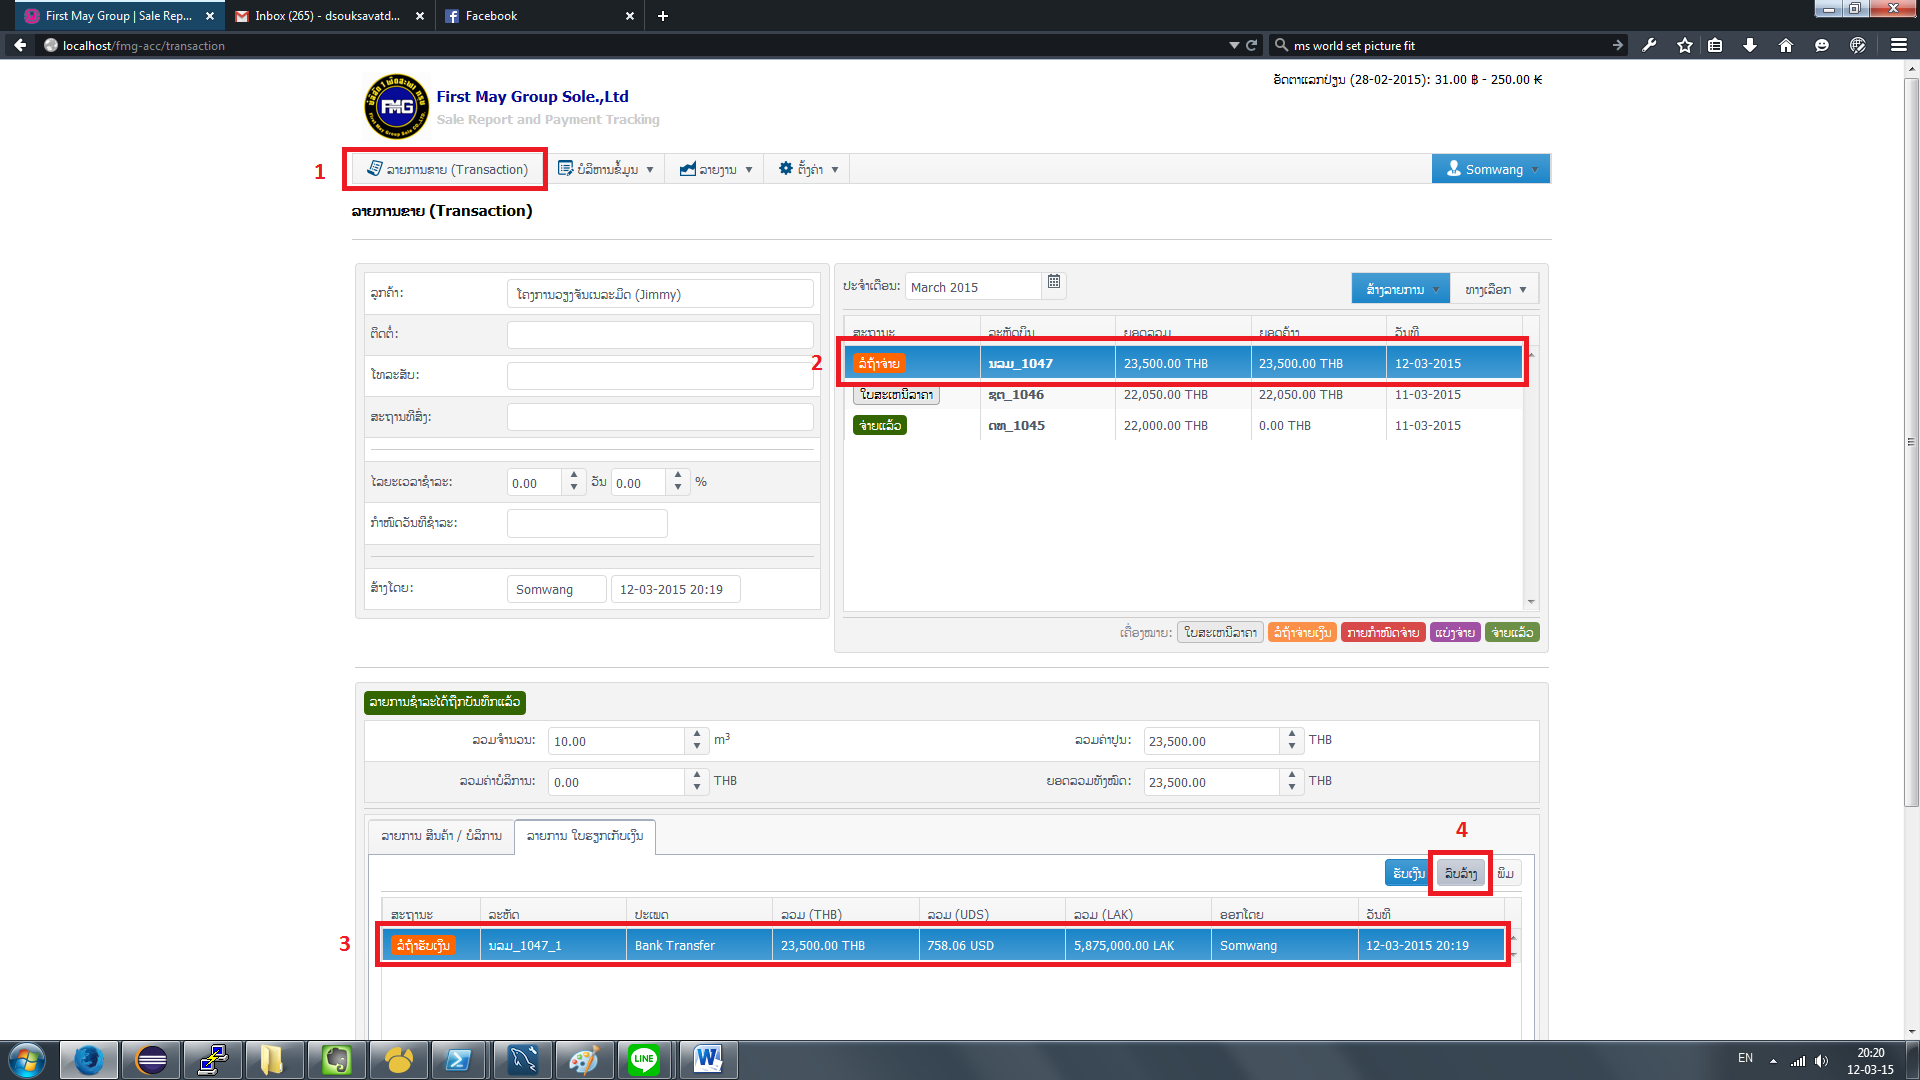 First May Group | Sale Rep...
Inbox (265) - dsouksavatd...
Facebook
localhost/fmg-acc/transaction
ms world set picture fit
FMG
First May Group Sole.,Ltd
Sale Report and Payment Tracking
ອັດຕາແລກປ່ຽນ (28-02-2015): 31.00 ฿ - 250.00 ₭
1
ລາຍການຂາຍ (Transaction)
ບໍລິຫານຂໍ້ມູນ
ລາຍງານ
ຕັ້ງຄ່າ
Somwang
ລາຍການຂາຍ (Transaction)
ລູກຄ້າ: ໂຄງການວຽງຈັນເນລະມິດ (Jimmy)
ຕິດຕໍ່:
ໂທລະສັບ:
ສະຖານທີ່ສົ່ງ:
ໄລຍະເວລາຊຳລະ: 0.00 ວັນ 0.00 %
ກຳໜົດວັນທີຊຳລະ:
ສ້າງໂດຍ: Somwang 12-03-2015 20:19
ປະຈຳເດືອນ: March 2015
ສ້າງລາຍການ
ທາງເລືອກ
ສະຖານະ ລະຫັດບິນ ຍອດລວມ ຍອດຄ້າງ ວັນທີ
2
ລໍຖ້າຈ່າຍ ນລມ_1047 23,500.00 THB 23,500.00 THB 12-03-2015
ໃບສະເໜີລາຄາ ຊຕ_1046 22,050.00 THB 22,050.00 THB 11-03-2015
ຈ່າຍແລ້ວ ດທ_1045 22,000.00 THB 0.00 THB 11-03-2015
ເຄື່ອງໝາຍ: ໃບສະເໜີລາຄາ ລໍຖ້າຈ່າຍເງິນ ກາຍກຳໜົດຈ່າຍ ແບ່ງຈ່າຍ ຈ່າຍແລ້ວ
ລາຍການຊຳລະໄດ້ຖືກບັນທຶກແລ້ວ
ລວມຈຳນວນ: 10.00 m³ ລວມຄ່າປູນ: 23,500.00 THB
ລວມຄ່າບໍລິການ: 0.00 THB ຍອດລວມທັງໝົດ: 23,500.00 THB
ລາຍການ ສິນຄ້າ / ບໍລິການ
ລາຍການ ໃບຮຽກເກັບເງິນ
4
ຮັບເງິນ ລົບລ້າງ ພິມ
ສະຖານະ ລະຫັດ ປະເພດ ລວມ (THB) ລວມ (UDS) ລວມ (LAK) ອອກໂດຍ ວັນທີ
3
ລໍຖ້າຮັບເງິນ ນລມ_1047_1 Bank Transfer 23,500.00 THB 758.06 USD 5,875,000.00 LAK Somwang 12-03-2015 20:19
LINE
EN
20:20
12-03-15